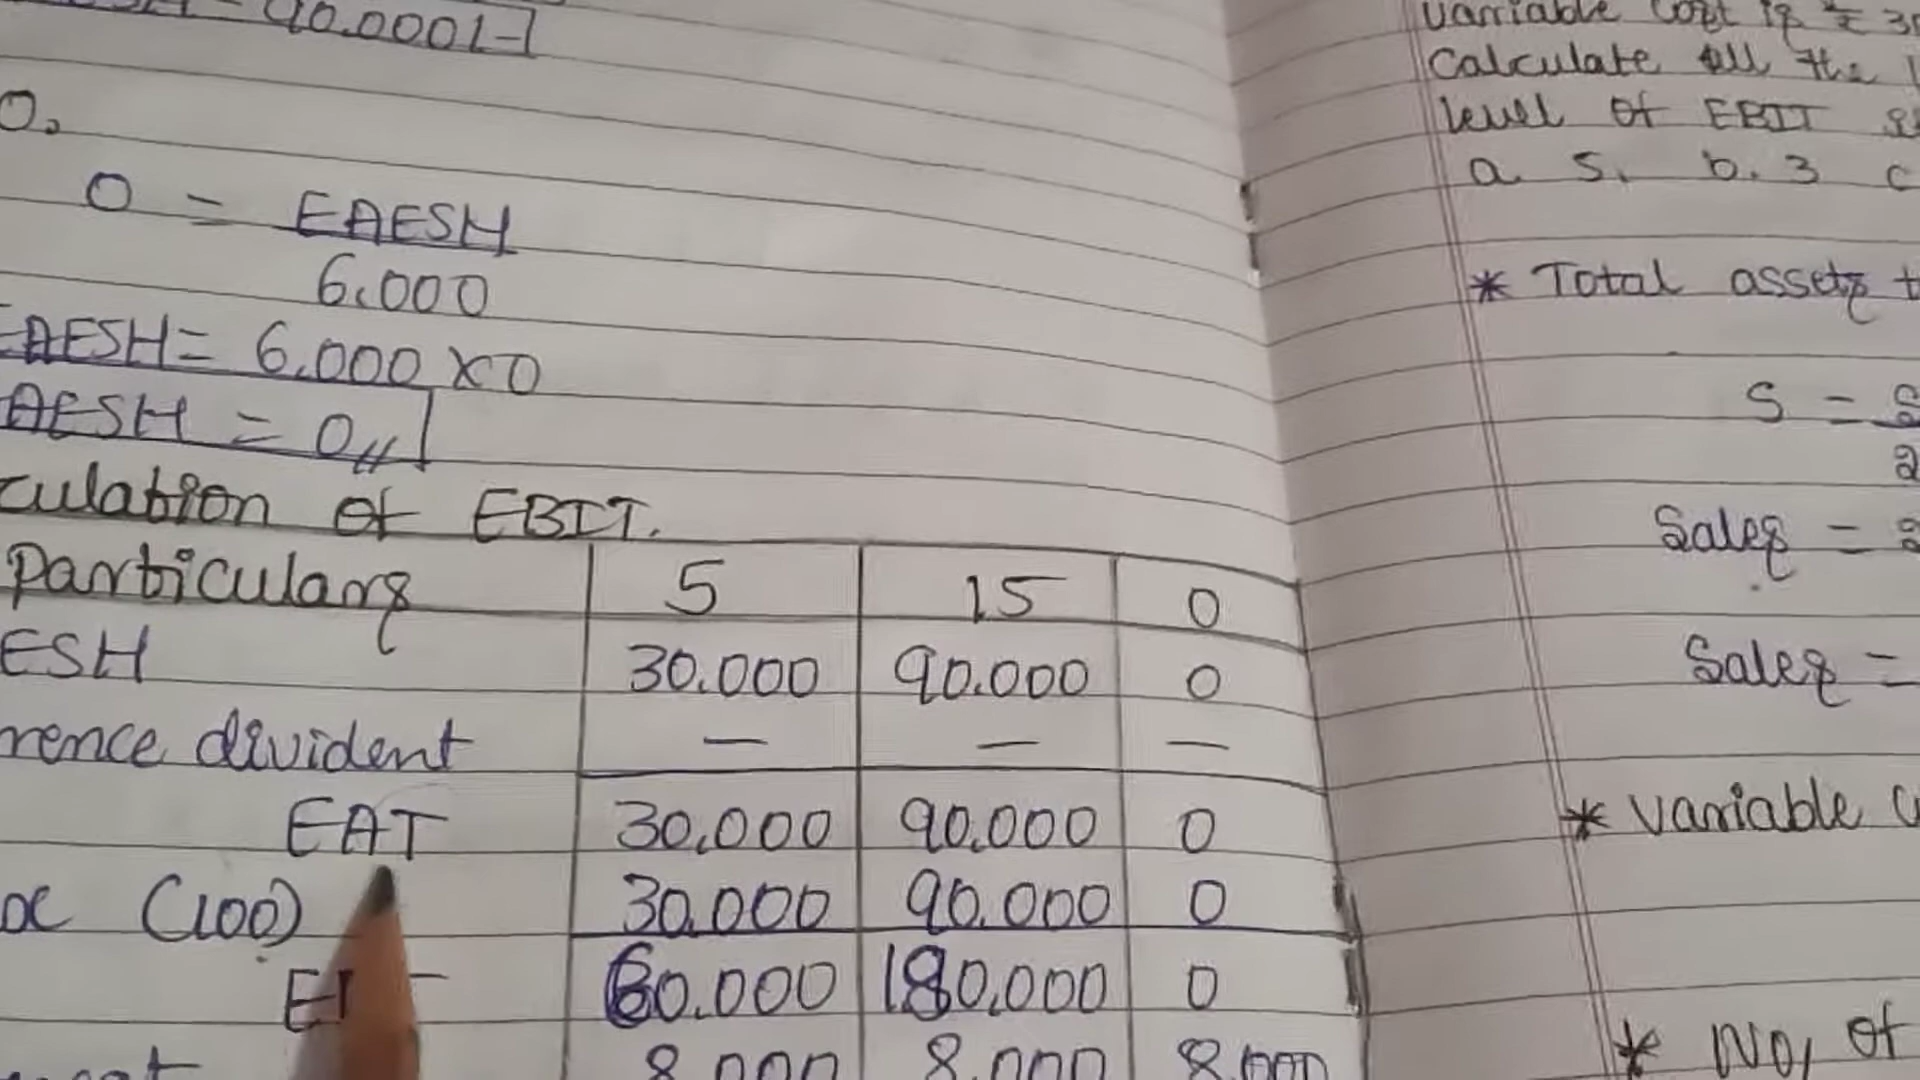 90.000/-
0.
0 = EAESH
6.000
EAESH = 6.000 x 0
AESH = 0//
culation of EBIT.
Particulars 5 15 0
ESH 30.000 90.000 0
rence divident — — —
EAT 30.000 90.000 0
(100) 30.000 90.000 0
60.000 180.000 0
8.000 8.000 8.000
Variable Cost is ₹
Calculate all the
level of EBIT
a. 5. b. 3 c
* Total assets t
S =
Sales =
Sales =
* Variable
* No, of